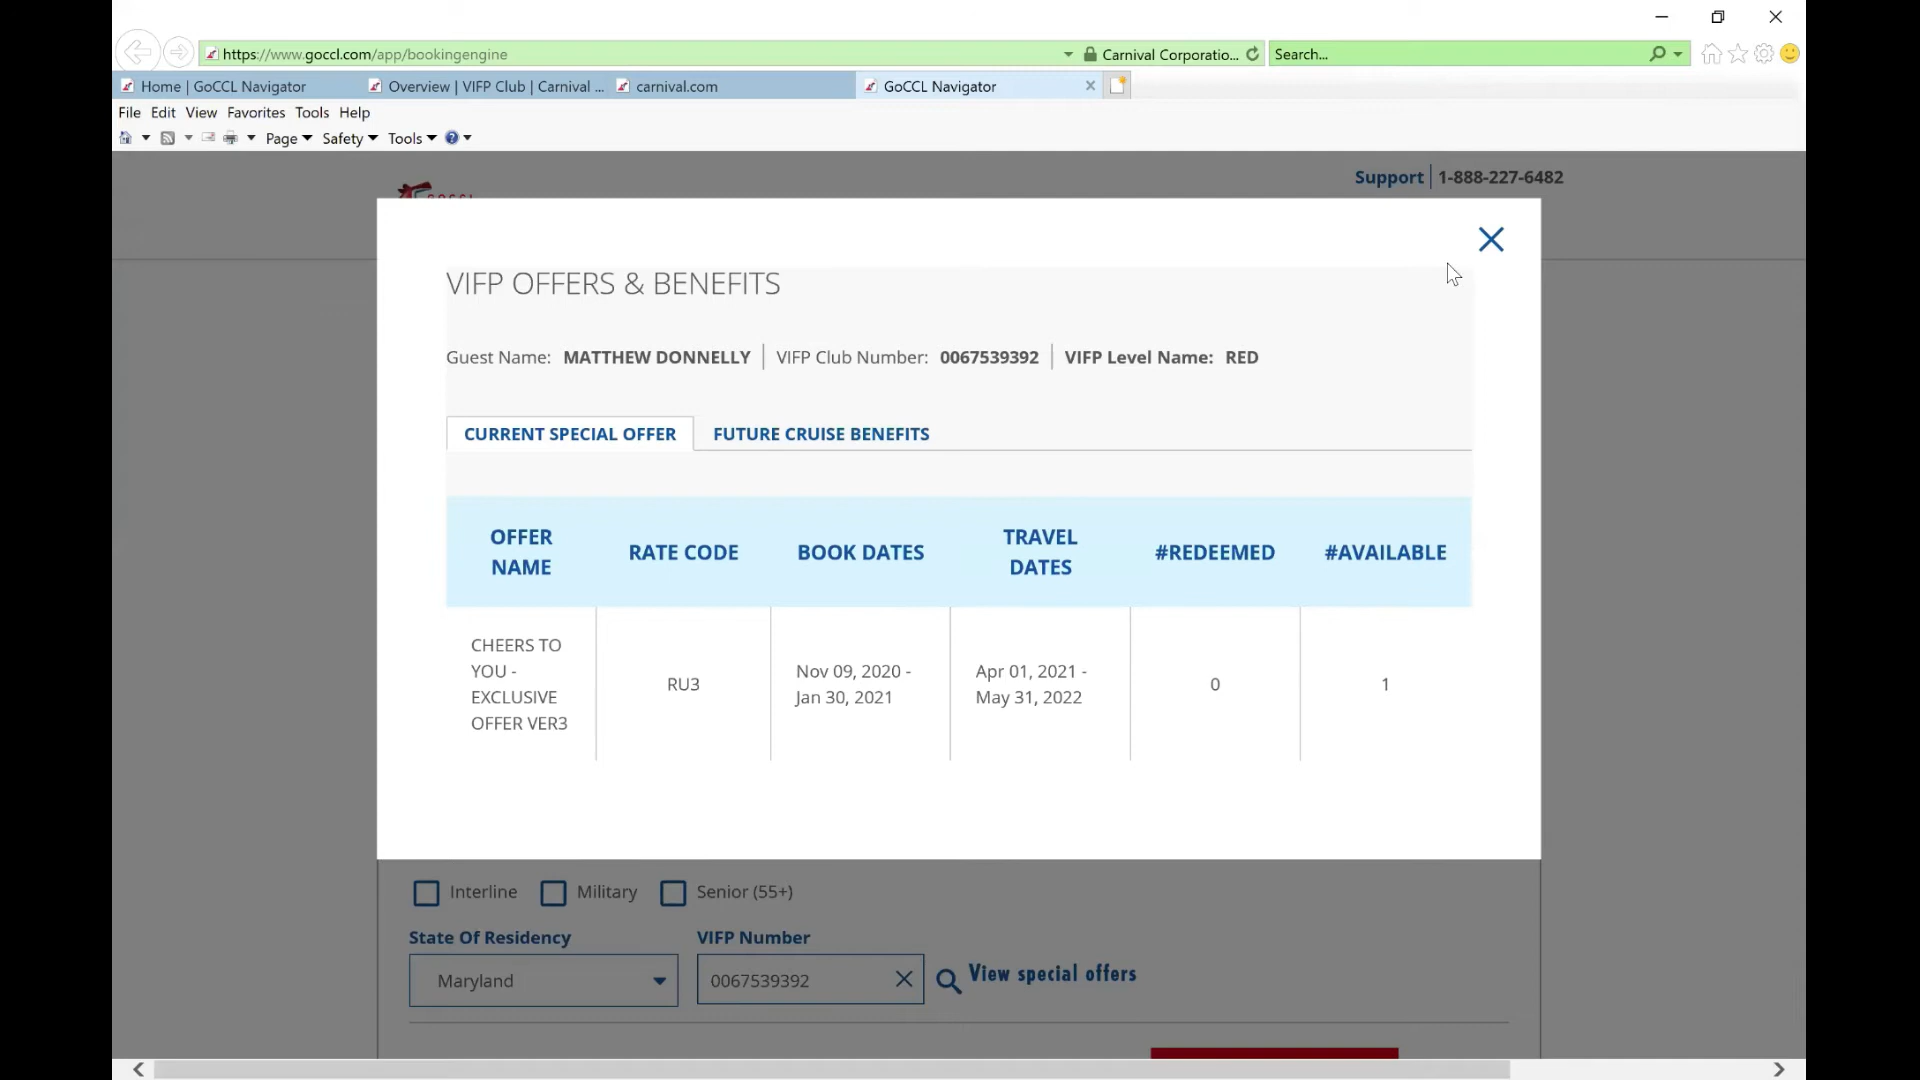 https://www.goccl.com/app/bookingengine
Carnival Corporatio...
Search...
Home | GoCCL Navigator
Overview | VIFP Club | Carnival ...
carnival.com
GoCCL Navigator
File Edit View Favorites Tools Help
Page Safety Tools
Support 1-888-227-6482
VIFP OFFERS & BENEFITS
Guest Name: MATTHEW DONNELLY VIFP Club Number: 0067539392 VIFP Level Name: RED
CURRENT SPECIAL OFFER FUTURE CRUISE BENEFITS
OFFER
NAME
RATE CODE
BOOK DATES
TRAVEL
DATES
#REDEEMED
#AVAILABLE
CHEERS TO
YOU -
EXCLUSIVE
OFFER VER3
RU3
Nov 09, 2020 -
Jan 30, 2021
Apr 01, 2021 -
May 31, 2022
0
1
Interline Military Senior (55+)
State Of Residency
VIFP Number
Maryland
0067539392
View special offers